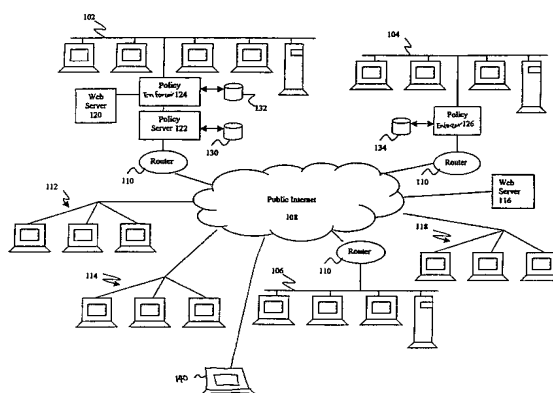 102
104
Policy
Enforcer 124
132
Web
Server
120
Policy
Server 122
130
Policy
Enforcer 126
134
Router
110
Router
110
Web
Server
116
112
Public Internet
108
Router
110
118
114
106
140